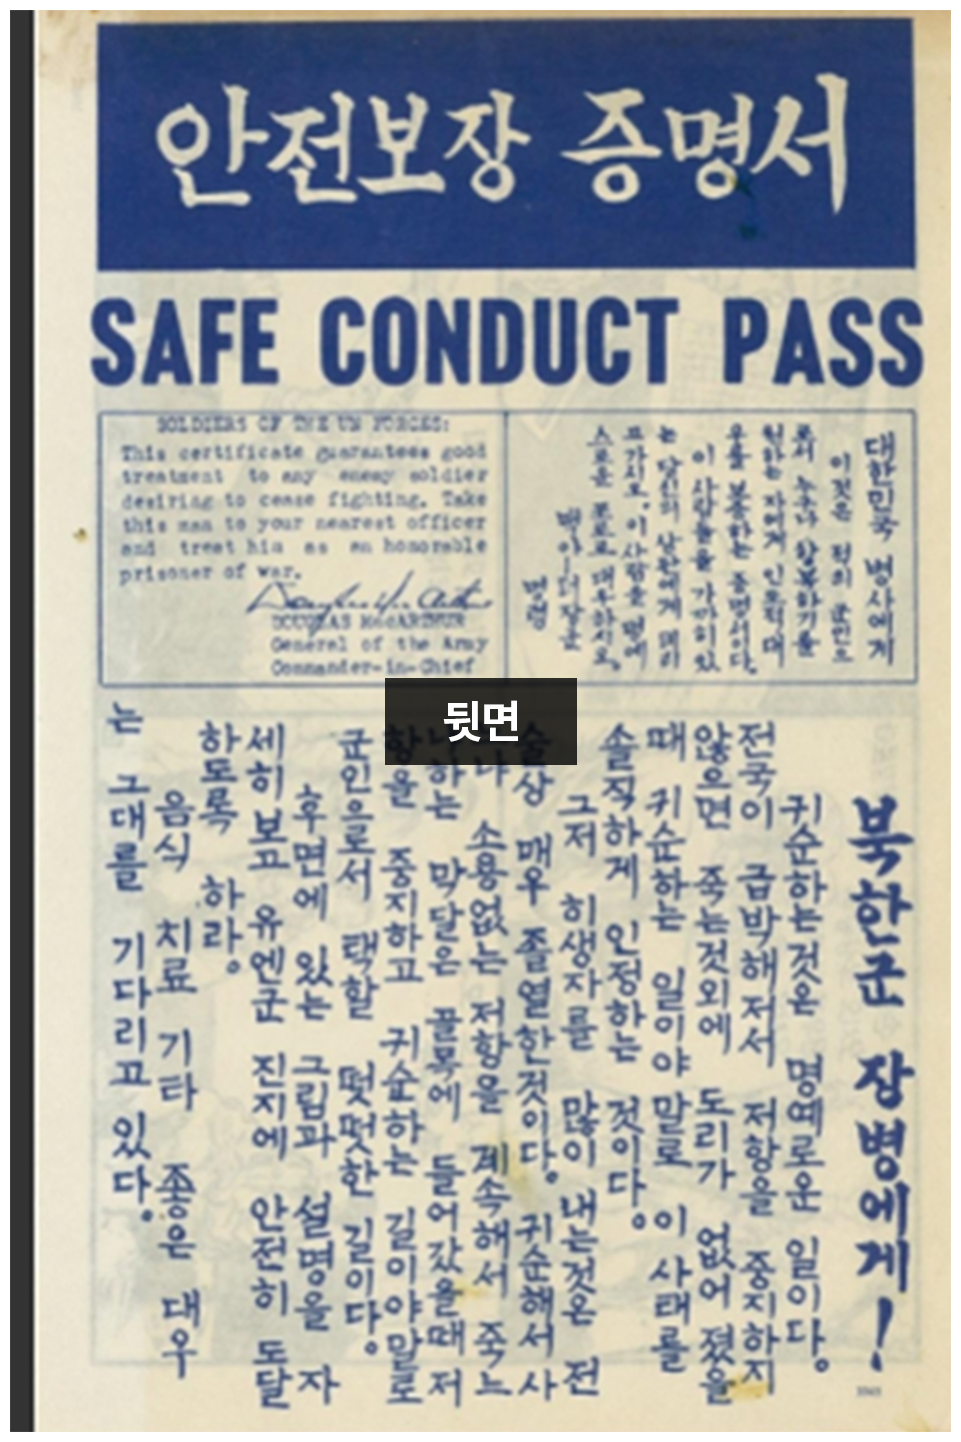 안전보장 증명서
SAFE CONDUCT PASS
SOLDIERS OF THE UN FORCES:
This certificate guarantees good
treatment to any enemy soldier
desiring to cease fighting. Take
this man to your nearest officer
and treat him as an honorable
prisoner of war.
DOUGLAS MacARTHUR
General of the Army
Commander-in-Chief
대한민국 병사에게
이것은 적의 군인으
로서 누구나 항복하기를
원하는 자에게 인도적 대
우를 보증하는 증명서이다.
이 사람들을 가까히 있
는 당신의 상관에게 데리
고 가시오. 이 사람을 명예
스로운 포로로 대우하시오.
맥아―더 장군
명령
뒷면
북한군 장병에게!
귀순하는것은 명예로운 일이다.
전국이 급박해저서 저항을 중지하지
않으면 죽는것외에 도리가 없어 졌을
때 귀순하는 일이야 말로 이 사태를
솔직하게 인정하는 것이다.
그저 히생자를 많이 내는것은 전
술상 매우 졸열한것이다. 귀순해서 사
나 소용없는 저항을 계속해서 죽느
냐하는 막달은 골목에 들어갔을때 저
항을 중지하고 귀순하는 길이야말로
군인으로서 택할 떳떳한 길이다.
후면에 있는 그림과 설명을 자
세히 보고 유엔군 진지에 안전히 도달
하도록 하라.
음식 치료 기타 좋은 대우
는 그대를 기다리고 있다.